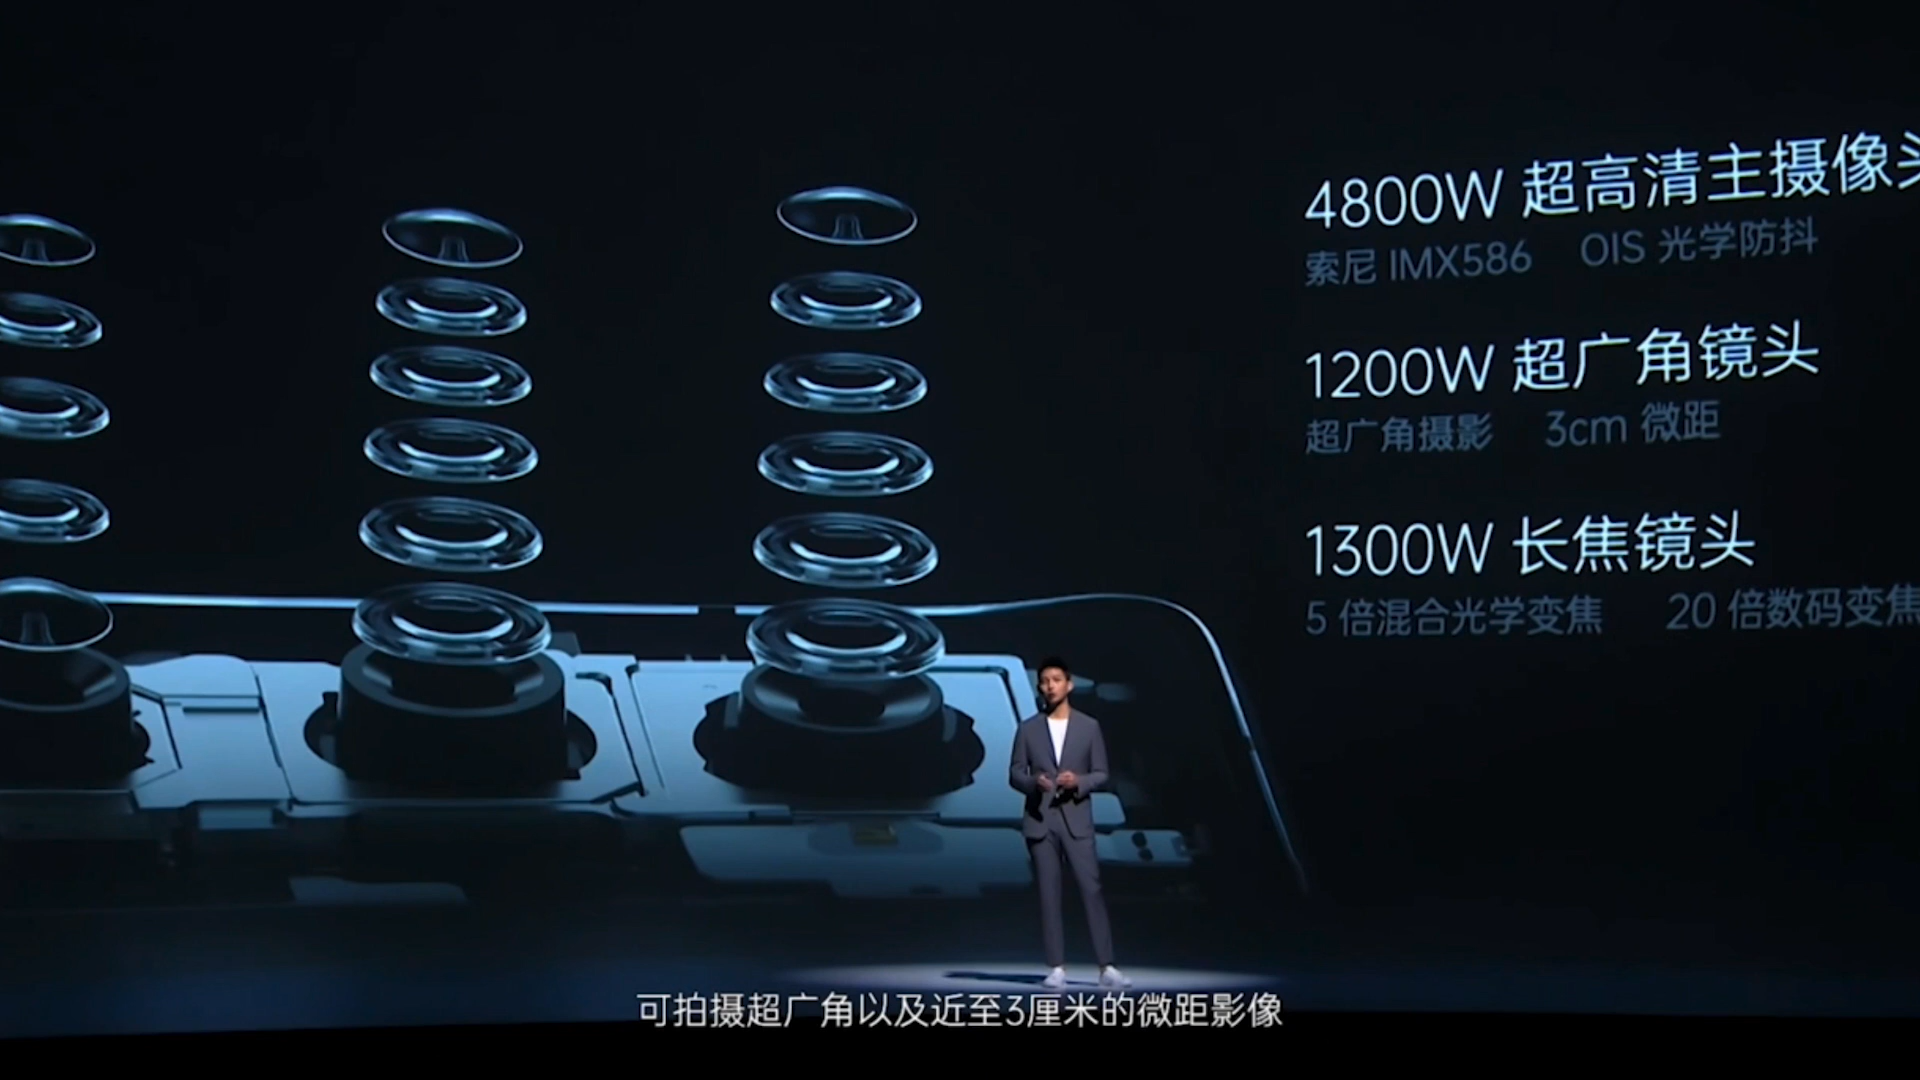 4800W 超高清主摄像头
索尼 IMX586 OIS 光学防抖
1200W 超广角镜头
超广角摄影 3cm 微距
1300W 长焦镜头
5 倍混合光学变焦 20 倍数码变焦
可拍摄超广角以及近至3厘米的微距影像